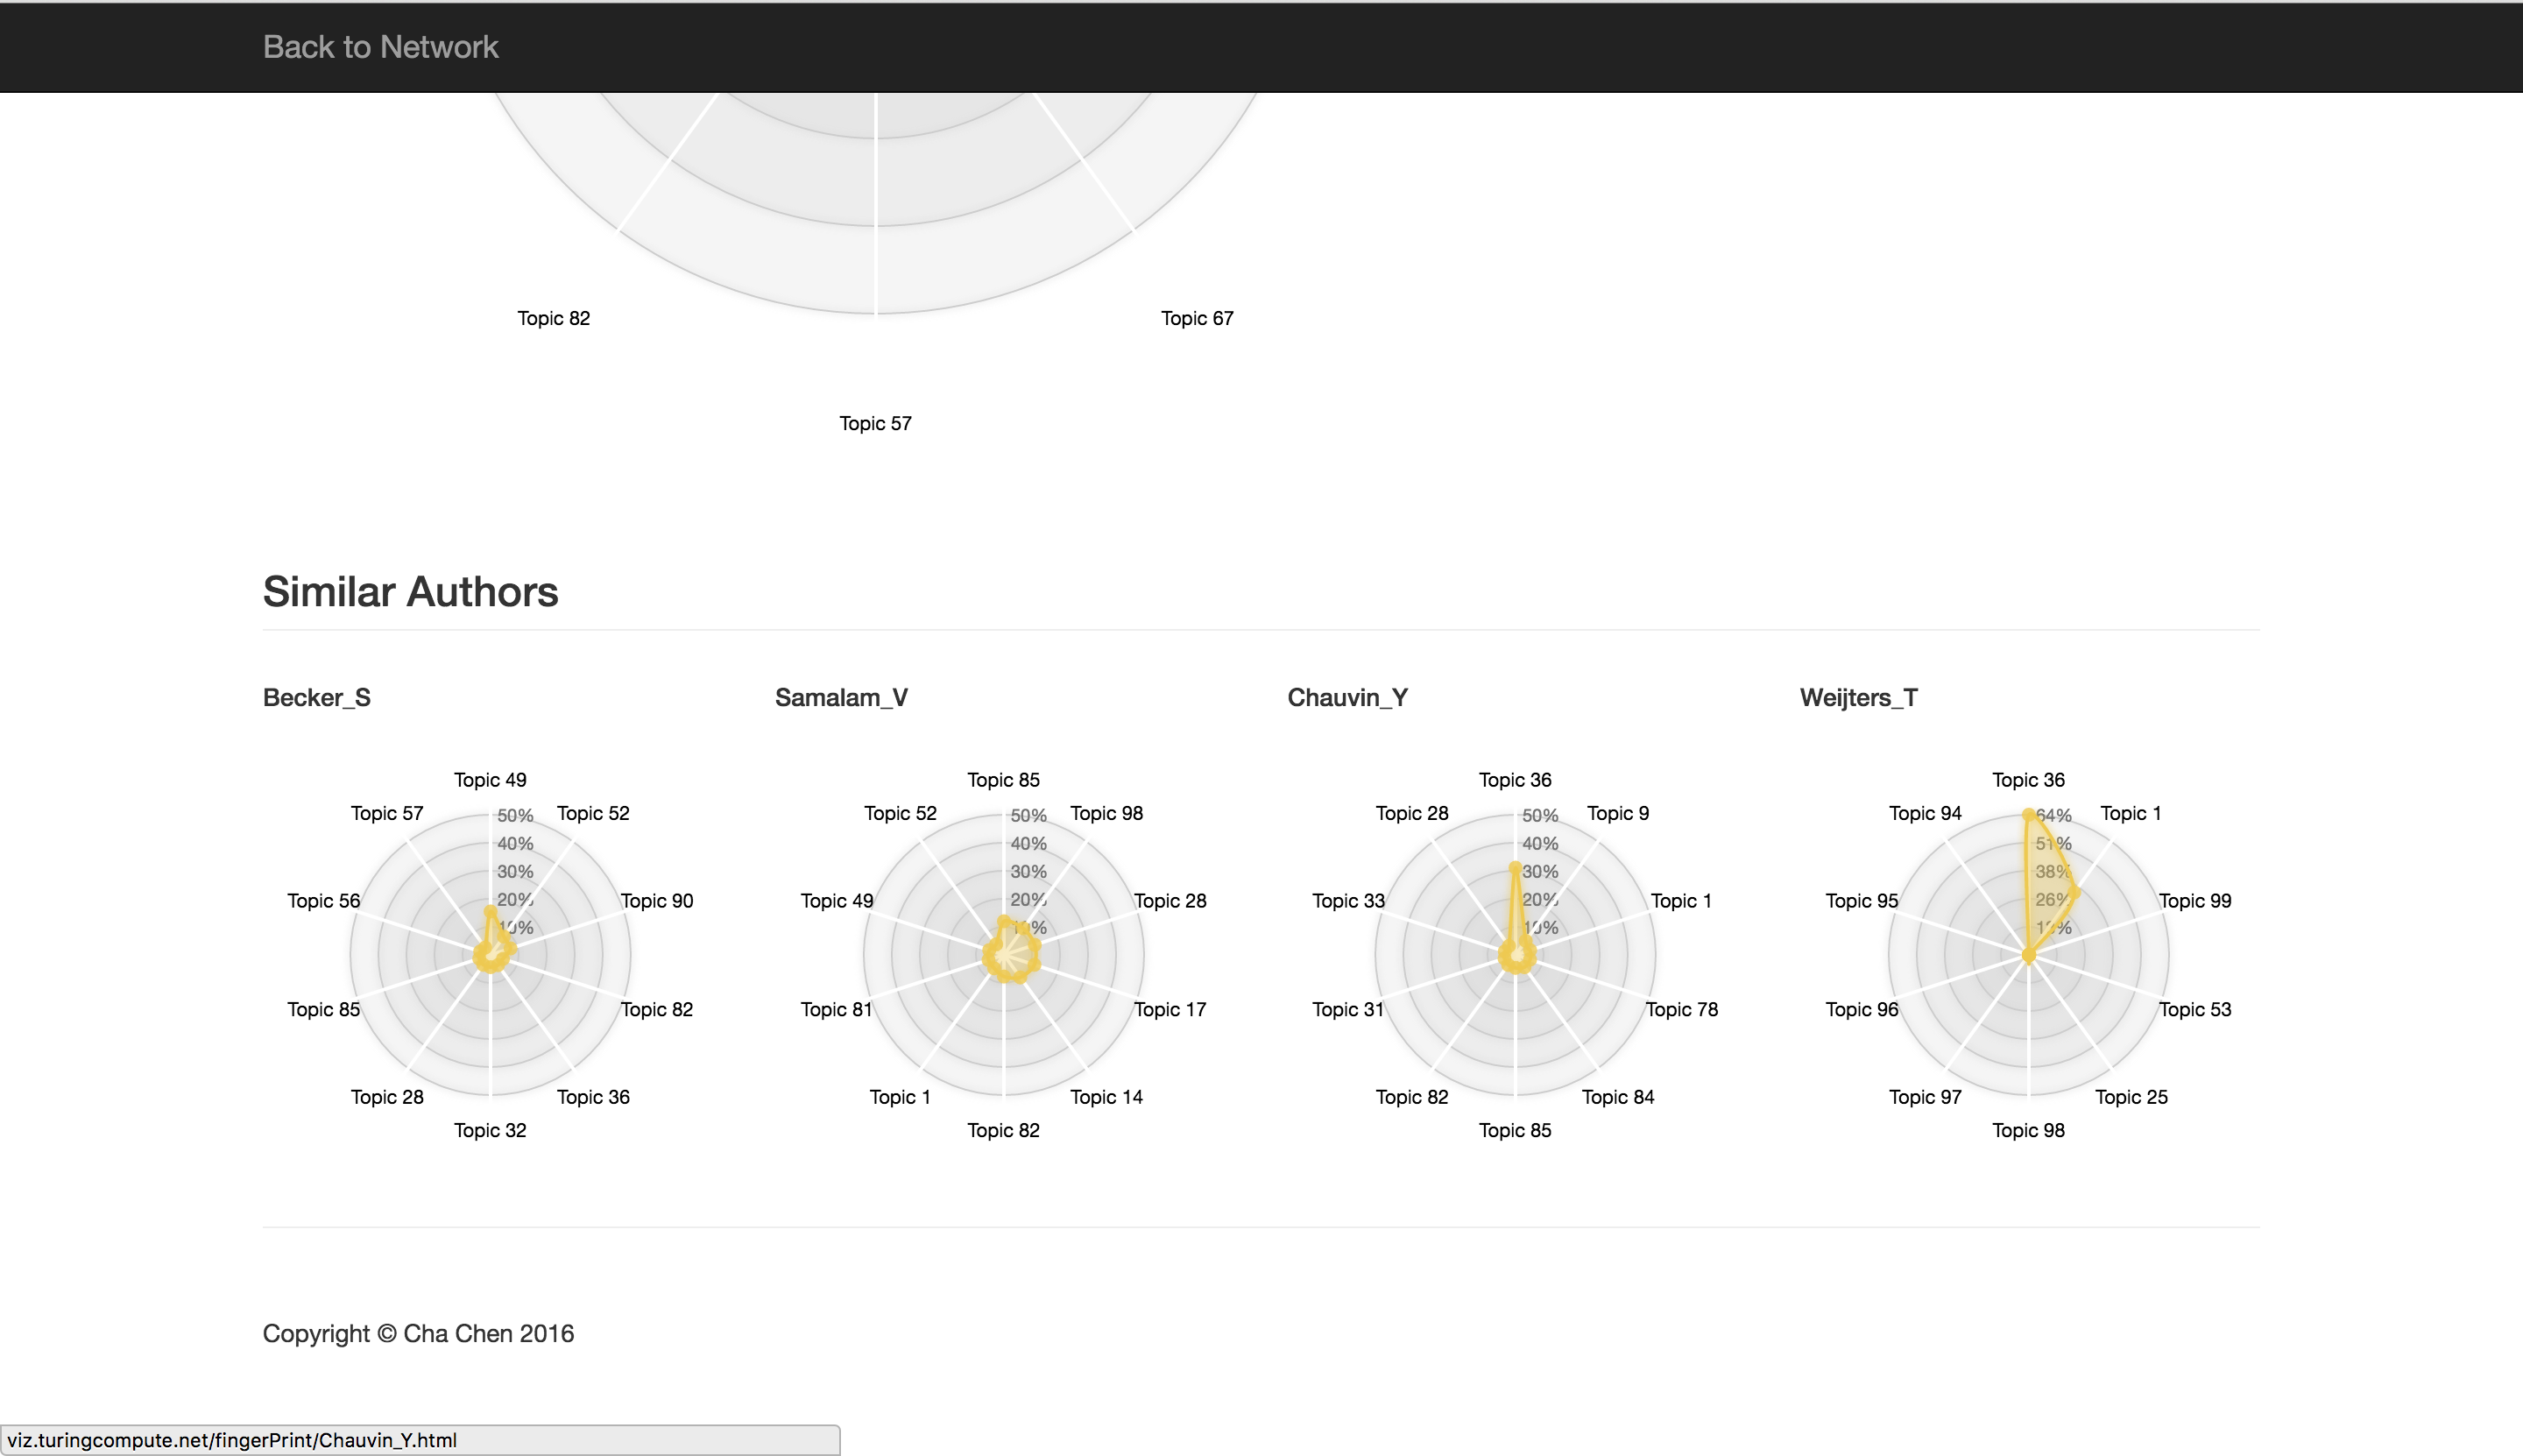 Back to Network
Topic 82
Topic 67
Topic 57
Similar Authors
Becker_S
Samalam_V
Chauvin_Y
Weijters_T
Topic 49
Topic 57
Topic 52
50%
40%
30%
20%
10%
Topic 56
Topic 90
Topic 85
Topic 82
Topic 28
Topic 36
Topic 32
Topic 85
Topic 52
Topic 98
50%
40%
30%
20%
10%
Topic 49
Topic 28
Topic 81
Topic 17
Topic 1
Topic 14
Topic 82
Topic 36
Topic 28
Topic 9
50%
40%
30%
20%
10%
Topic 33
Topic 1
Topic 31
Topic 78
Topic 82
Topic 84
Topic 85
Topic 36
Topic 94
Topic 1
64%
51%
38%
26%
Topic 95
Topic 99
Topic 96
Topic 53
Topic 97
Topic 25
Topic 98
Copyright © Cha Chen 2016
viz.turingcompute.net/fingerPrint/Chauvin_Y.html